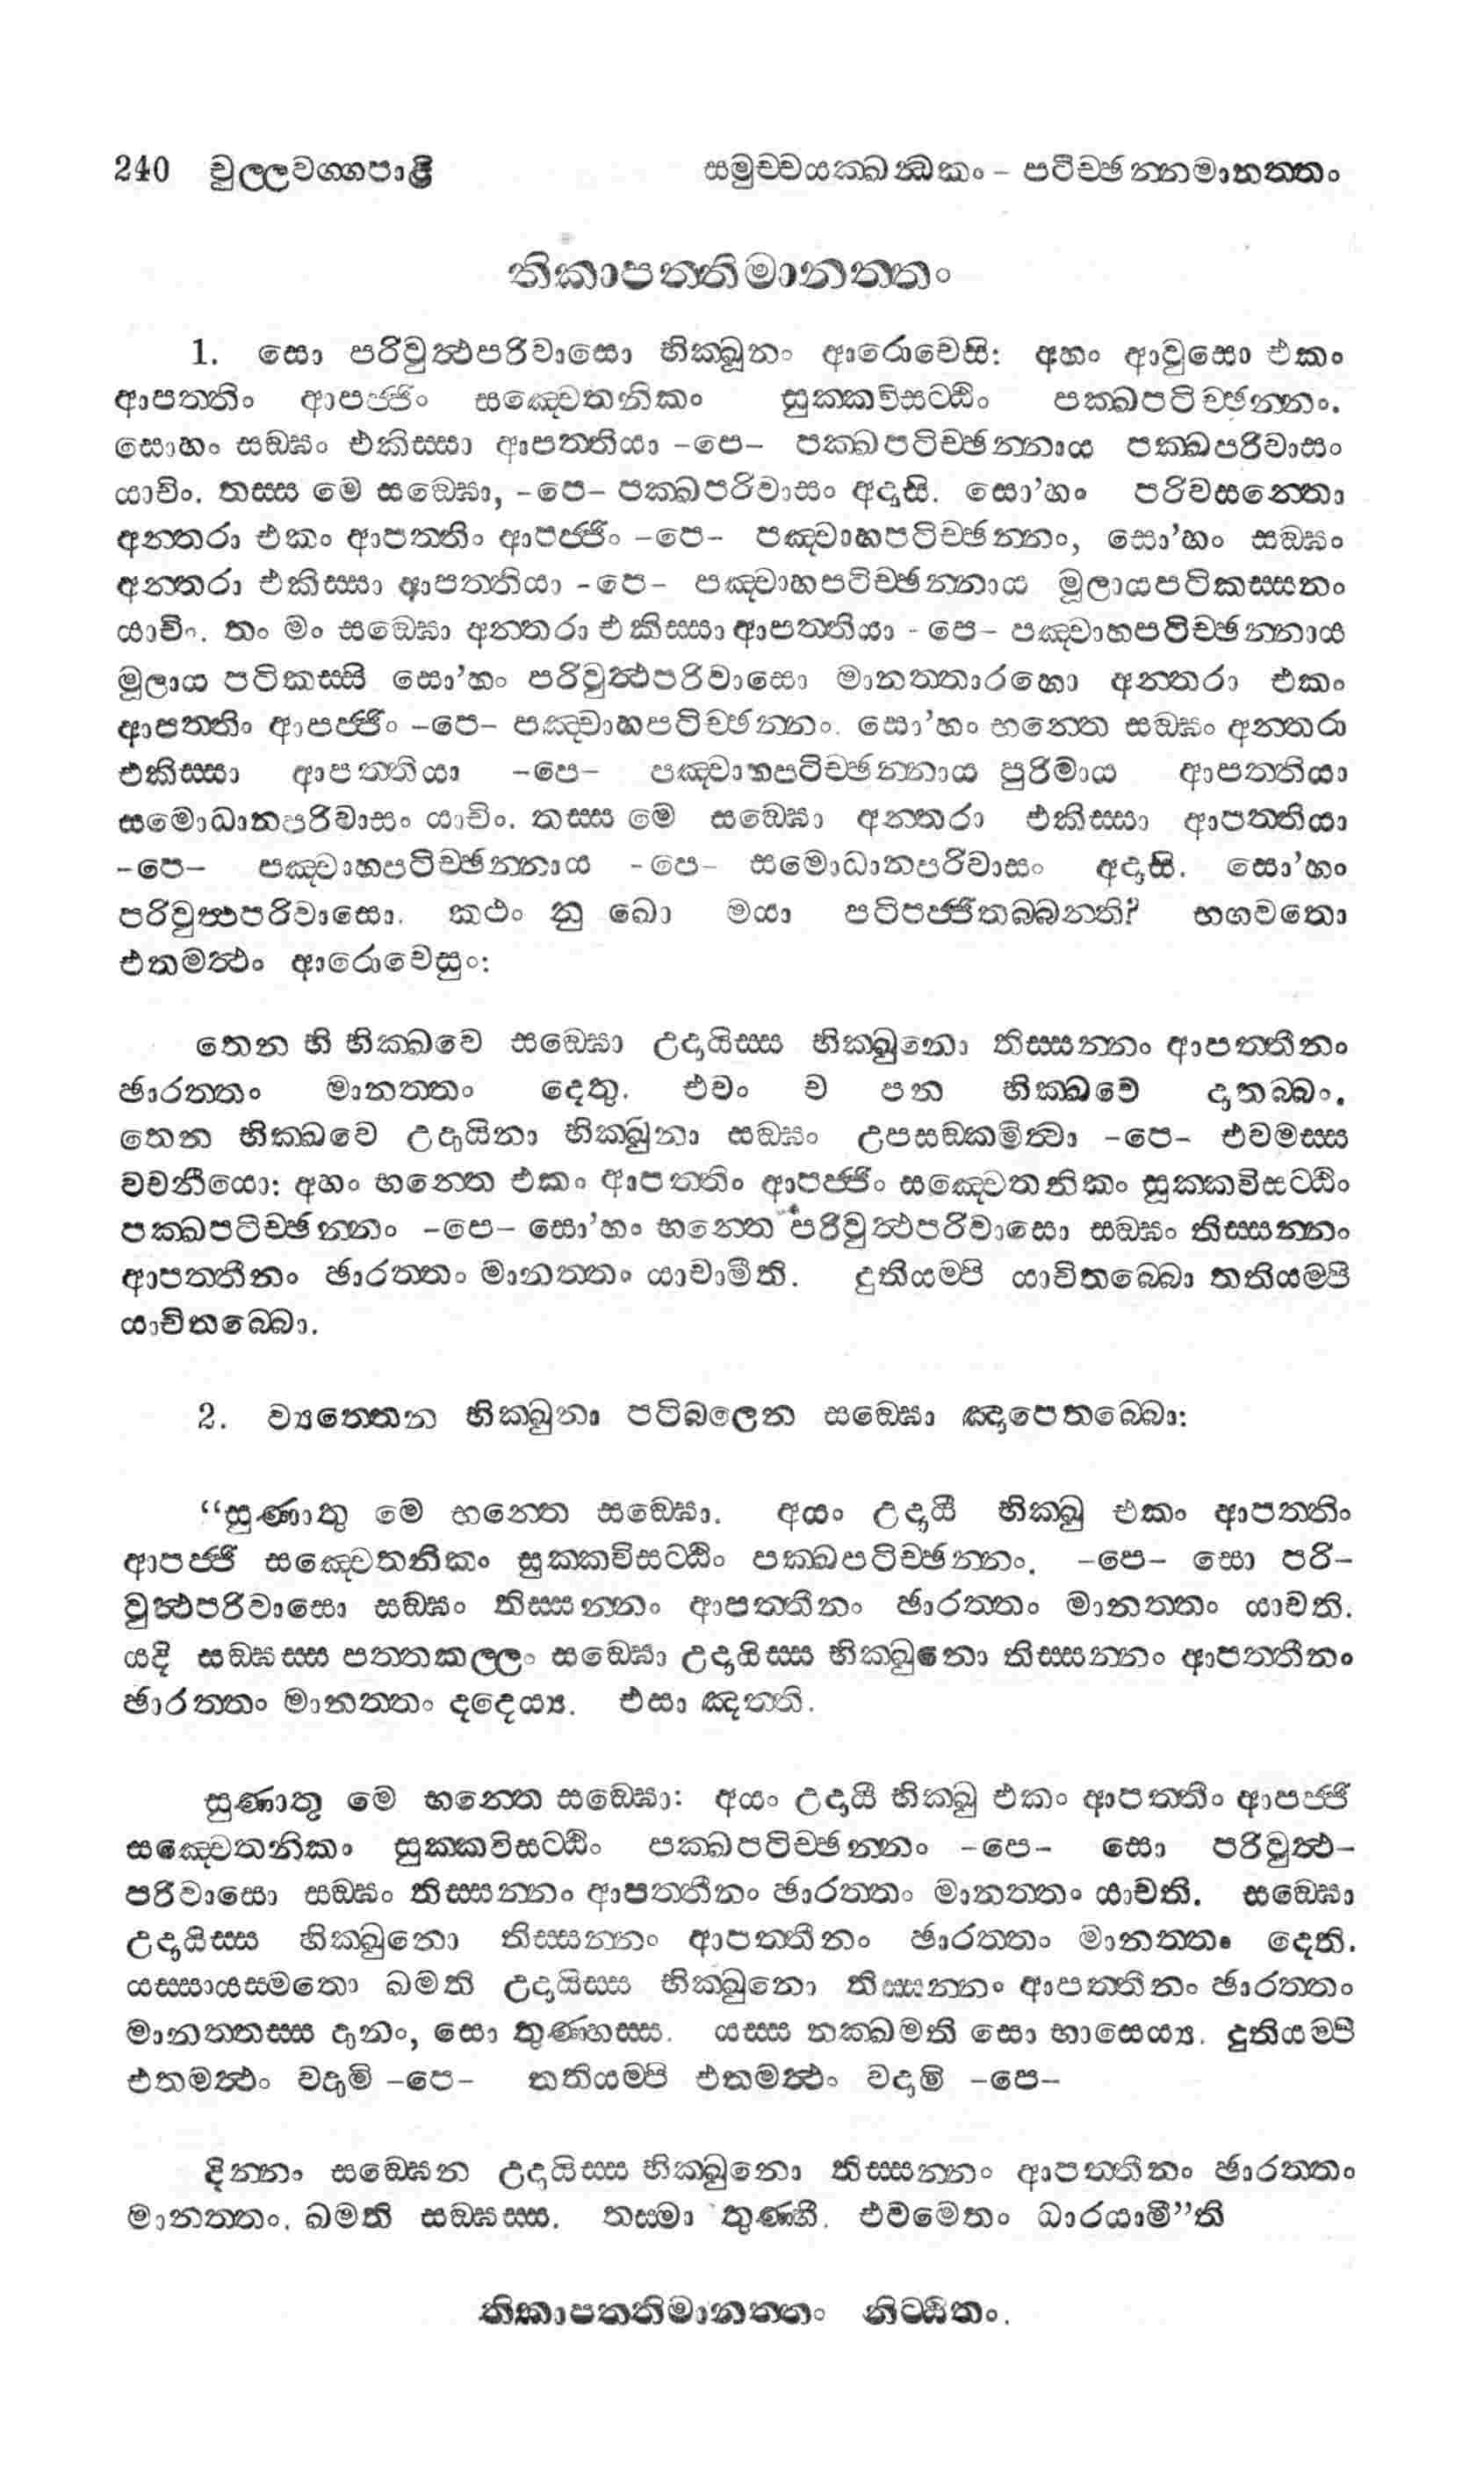 240 චුල්ලවග්ගපාළි සමුච්චයක්ඛන්ධකං – පටිච්ඡන්නමානත්තං
තිකාපත්තිමානත්තං
1. සො පරිවුත්ථපරිවාසො භික්ඛූනං ආරොචෙසි: අහං ආවුසො එකං
ආපත්තිං ආපජ්ජිං සඤ්චෙතනිකං සුක්කවිසට්ඨිං පක්ඛපටිච්ඡන්නං.
සොහං සඞ්ඝං එකිස්සා ආපත්තියා –පෙ– පක්ඛපටිච්ඡන්නාය පක්ඛපරිවාසං
යාචිං. තස්ස මෙ සඞ්ඝො, –පෙ– පක්ඛපරිවාසං අදාසි. සො’හං පරිවසන්තො
අන්තරා එකං ආපත්තිං ආපජ්ජිං –පෙ– පඤ්චාහපටිච්ඡන්නං, සො’හං සඞ්ඝං
අන්තරා එකිස්සා ආපත්තියා –පෙ– පඤ්චාහපටිච්ඡන්නාය මූලායපටිකස්සනං
යාචිං. තං මං සඞ්ඝො අන්තරා එකිස්සා ආපත්තියා –පෙ– පඤ්චාහපටිච්ඡන්නාය
මූලාය පටිකස්සි සො’හං පරිවුත්ථපරිවාසො මානත්තාරහො අන්තරා එකං
ආපත්තිං ආපජ්ජිං –පෙ– පඤ්චාහපටිච්ඡන්නං. සො’හං භන්තෙ සඞ්ඝං අන්තරා
එකිස්සා ආපත්තියා –පෙ– පඤ්චාහපටිච්ඡන්නාය පුරිමාය ආපත්තියා
සමොධානපරිවාසං යාචිං. තස්ස මෙ සඞ්ඝො අන්තරා එකිස්සා ආපත්තියා
–පෙ– පඤ්චාහපටිච්ඡන්නාය –පෙ– සමොධානපරිවාසං අදාසි. සො’හං
පරිවුත්ථපරිවාසො. කථං නු ඛො මයා පටිපජ්ජිතබ්බන්ති? භගවතො
එතමත්ථං ආරොචෙසුං:
තෙන හි භික්ඛවෙ සඞ්ඝො උදායිස්ස භික්ඛුනො තිස්සන්නං ආපත්තීනං
ඡාරත්තං මානත්තං දෙතු. එවං ච පන භික්ඛවෙ දාතබ්බං.
තෙන භික්ඛවෙ උදායිනා භික්ඛුනා සඞ්ඝං උපසඞ්කමිත්වා –පෙ– එවමස්ස
වචනීයො: අහං භන්තෙ එකං ආපත්තිං ආපජ්ජිං සඤ්චෙතනිකං සූක්කවිසට්ඨිං
පක්ඛපටිච්ඡන්නං –පෙ– සො’හං භන්තෙ පරිවුත්ථපරිවාසො සඞ්ඝං තිස්සන්නං
ආපත්තීනං ඡාරත්තං මානත්තං යාචාමීති. දුතියම්පි යාචිතබ්බො තතියම්පි
යාචිතබ්බො.
2. ව්‍යත්තෙන භික්ඛුනා පටිබලෙන සඞ්ඝො ඤාපෙතබ්බො:
“සුණාතු මෙ භන්තෙ සඞ්ඝො. අයං උදායී භික්ඛු එකං ආපත්තිං
ආපජ්ජි සඤ්චෙතනිකං සුක්කවිසට්ඨිං පක්ඛපටිච්ඡන්නං. –පෙ– සො පරි–
වුත්ථපරිවාසො සඞ්ඝං තිස්සන්නං ආපත්තීනං ඡාරත්තං මානත්තං යාචති.
යදි සඞ්ඝස්ස පත්තකල්ලං සඞ්ඝො උදායිස්ස භික්ඛුනො තිස්සන්නං ආපත්තීනං
ඡාරත්තං මානත්තං දදෙය්‍ය. එසා ඤත්ති.
සුණාතු මෙ භන්තෙ සඞ්ඝො: අයං උදායී භික්ඛු එකං ආපත්තිං ආපජ්ජි
සඤ්චෙතනිකං සුක්කවිසට්ඨිං පක්ඛපටිච්ඡන්නං –පෙ– සො පරිවුත්ථ–
පරිවාසො සඞ්ඝං තිස්සන්නං ආපත්තීනං ඡාරත්තං මානත්තං යාචති. සඞ්ඝො
උදායිස්ස භික්ඛුනො තිස්සන්නං ආපත්තීනං ඡාරත්තං මානත්තං දෙති.
යස්සායස්මතො ඛමති උදායිස්ස භික්ඛුනො තිස්සන්නං ආපත්තීනං ඡාරත්තං
මානත්තස්ස දානං, සො තුණ්හස්ස. යස්ස නක්ඛමති සො භාසෙය්‍ය. දුතියම්පි
එතමත්ථං වදාමි –පෙ– තතියම්පි එතමත්ථං වදාමි –පෙ–
දින්නං සඞ්ඝෙන උදායිස්ස භික්ඛුනො තිස්සන්නං ආපත්තීනං ඡාරත්තං
මානත්තං. ඛමති සඞ්ඝස්ස. තස්මා තුණ්හී. එවමෙතං ධාරයාමී”ති
තිකාපත්තිමානත්තං නිට්ඨිතං.